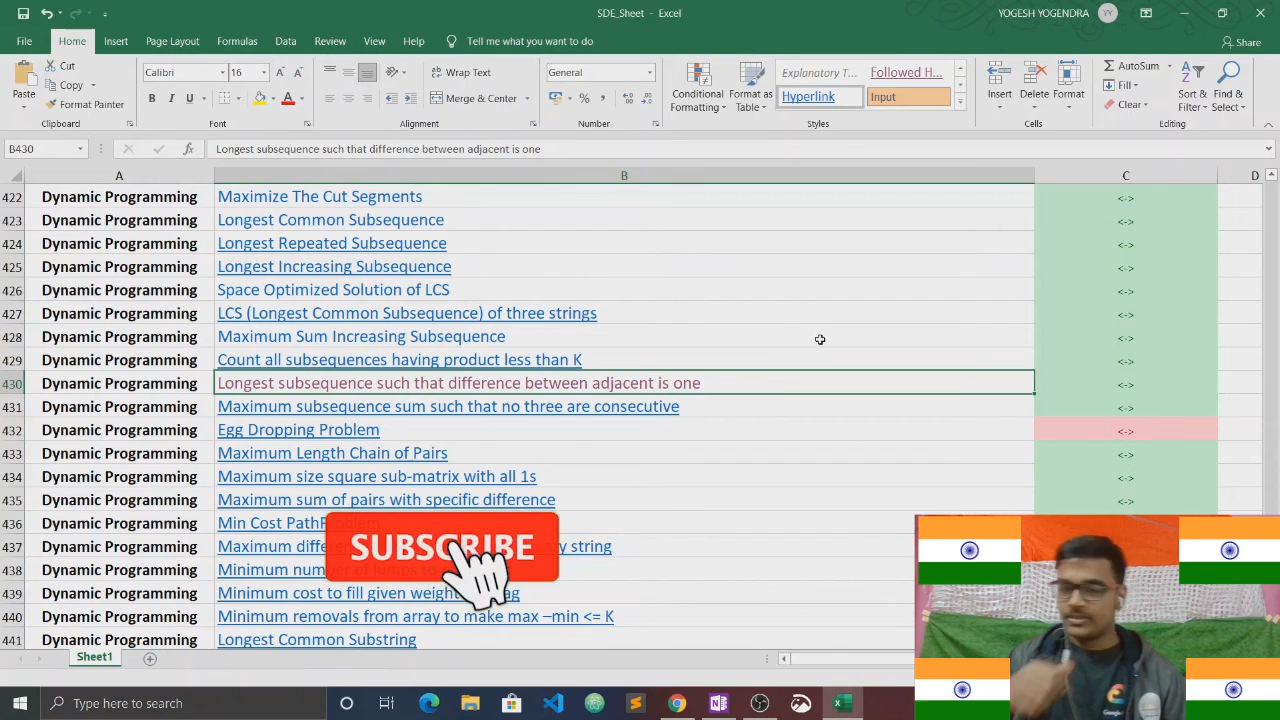 SDE_Sheet - Excel
YOGESH YOGENDRA
YY
File Home Insert Page Layout Formulas Data Review View Help Tell me what you want to do
Share
Paste
Cut
Copy
Format Painter
Clipboard
Calibri 16
B I U
Font
Wrap Text
Merge & Center
Alignment
General
Number
Conditional Formatting
Format as Table
Explanatory T...
Followed H...
Hyperlink
Input
Styles
Insert
Delete
Format
Cells
AutoSum
Fill
Clear
Sort & Filter
Find & Select
Editing
B430
fx
Longest subsequence such that difference between adjacent is one
A B C D
422 Dynamic Programming Maximize The Cut Segments <->
423 Dynamic Programming Longest Common Subsequence <->
424 Dynamic Programming Longest Repeated Subsequence <->
425 Dynamic Programming Longest Increasing Subsequence <->
426 Dynamic Programming Space Optimized Solution of LCS <->
427 Dynamic Programming LCS (Longest Common Subsequence) of three strings <->
428 Dynamic Programming Maximum Sum Increasing Subsequence <->
429 Dynamic Programming Count all subsequences having product less than K <->
430 Dynamic Programming Longest subsequence such that difference between adjacent is one <->
431 Dynamic Programming Maximum subsequence sum such that no three are consecutive <->
432 Dynamic Programming Egg Dropping Problem <->
433 Dynamic Programming Maximum Length Chain of Pairs <->
434 Dynamic Programming Maximum size square sub-matrix with all 1s <->
435 Dynamic Programming Maximum sum of pairs with specific difference <->
436 Dynamic Programming Min Cost Path
437 Dynamic Programming Maximum string
438 Dynamic Programming Minimum
439 Dynamic Programming Minimum cost to fill given
440 Dynamic Programming Minimum removals from array to make max –min <= K
441 Dynamic Programming Longest Common Substring
SUBSCRIBE
Sheet1
Type here to search